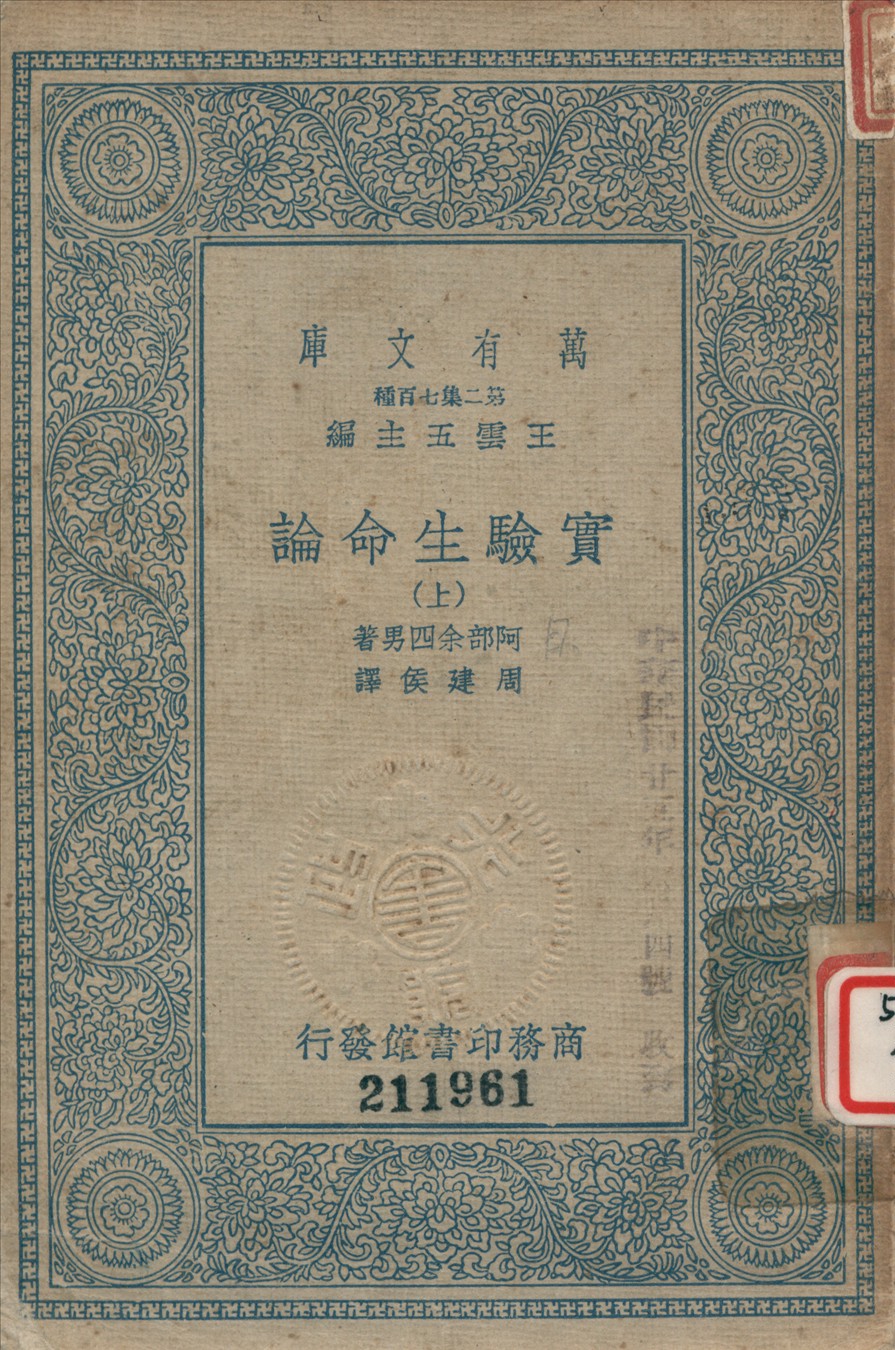 萬有文庫
第二集七百種
王雲五主編
實驗生命論
（上）
阿部余四男著
周建侯譯
商務印書館發行
211961